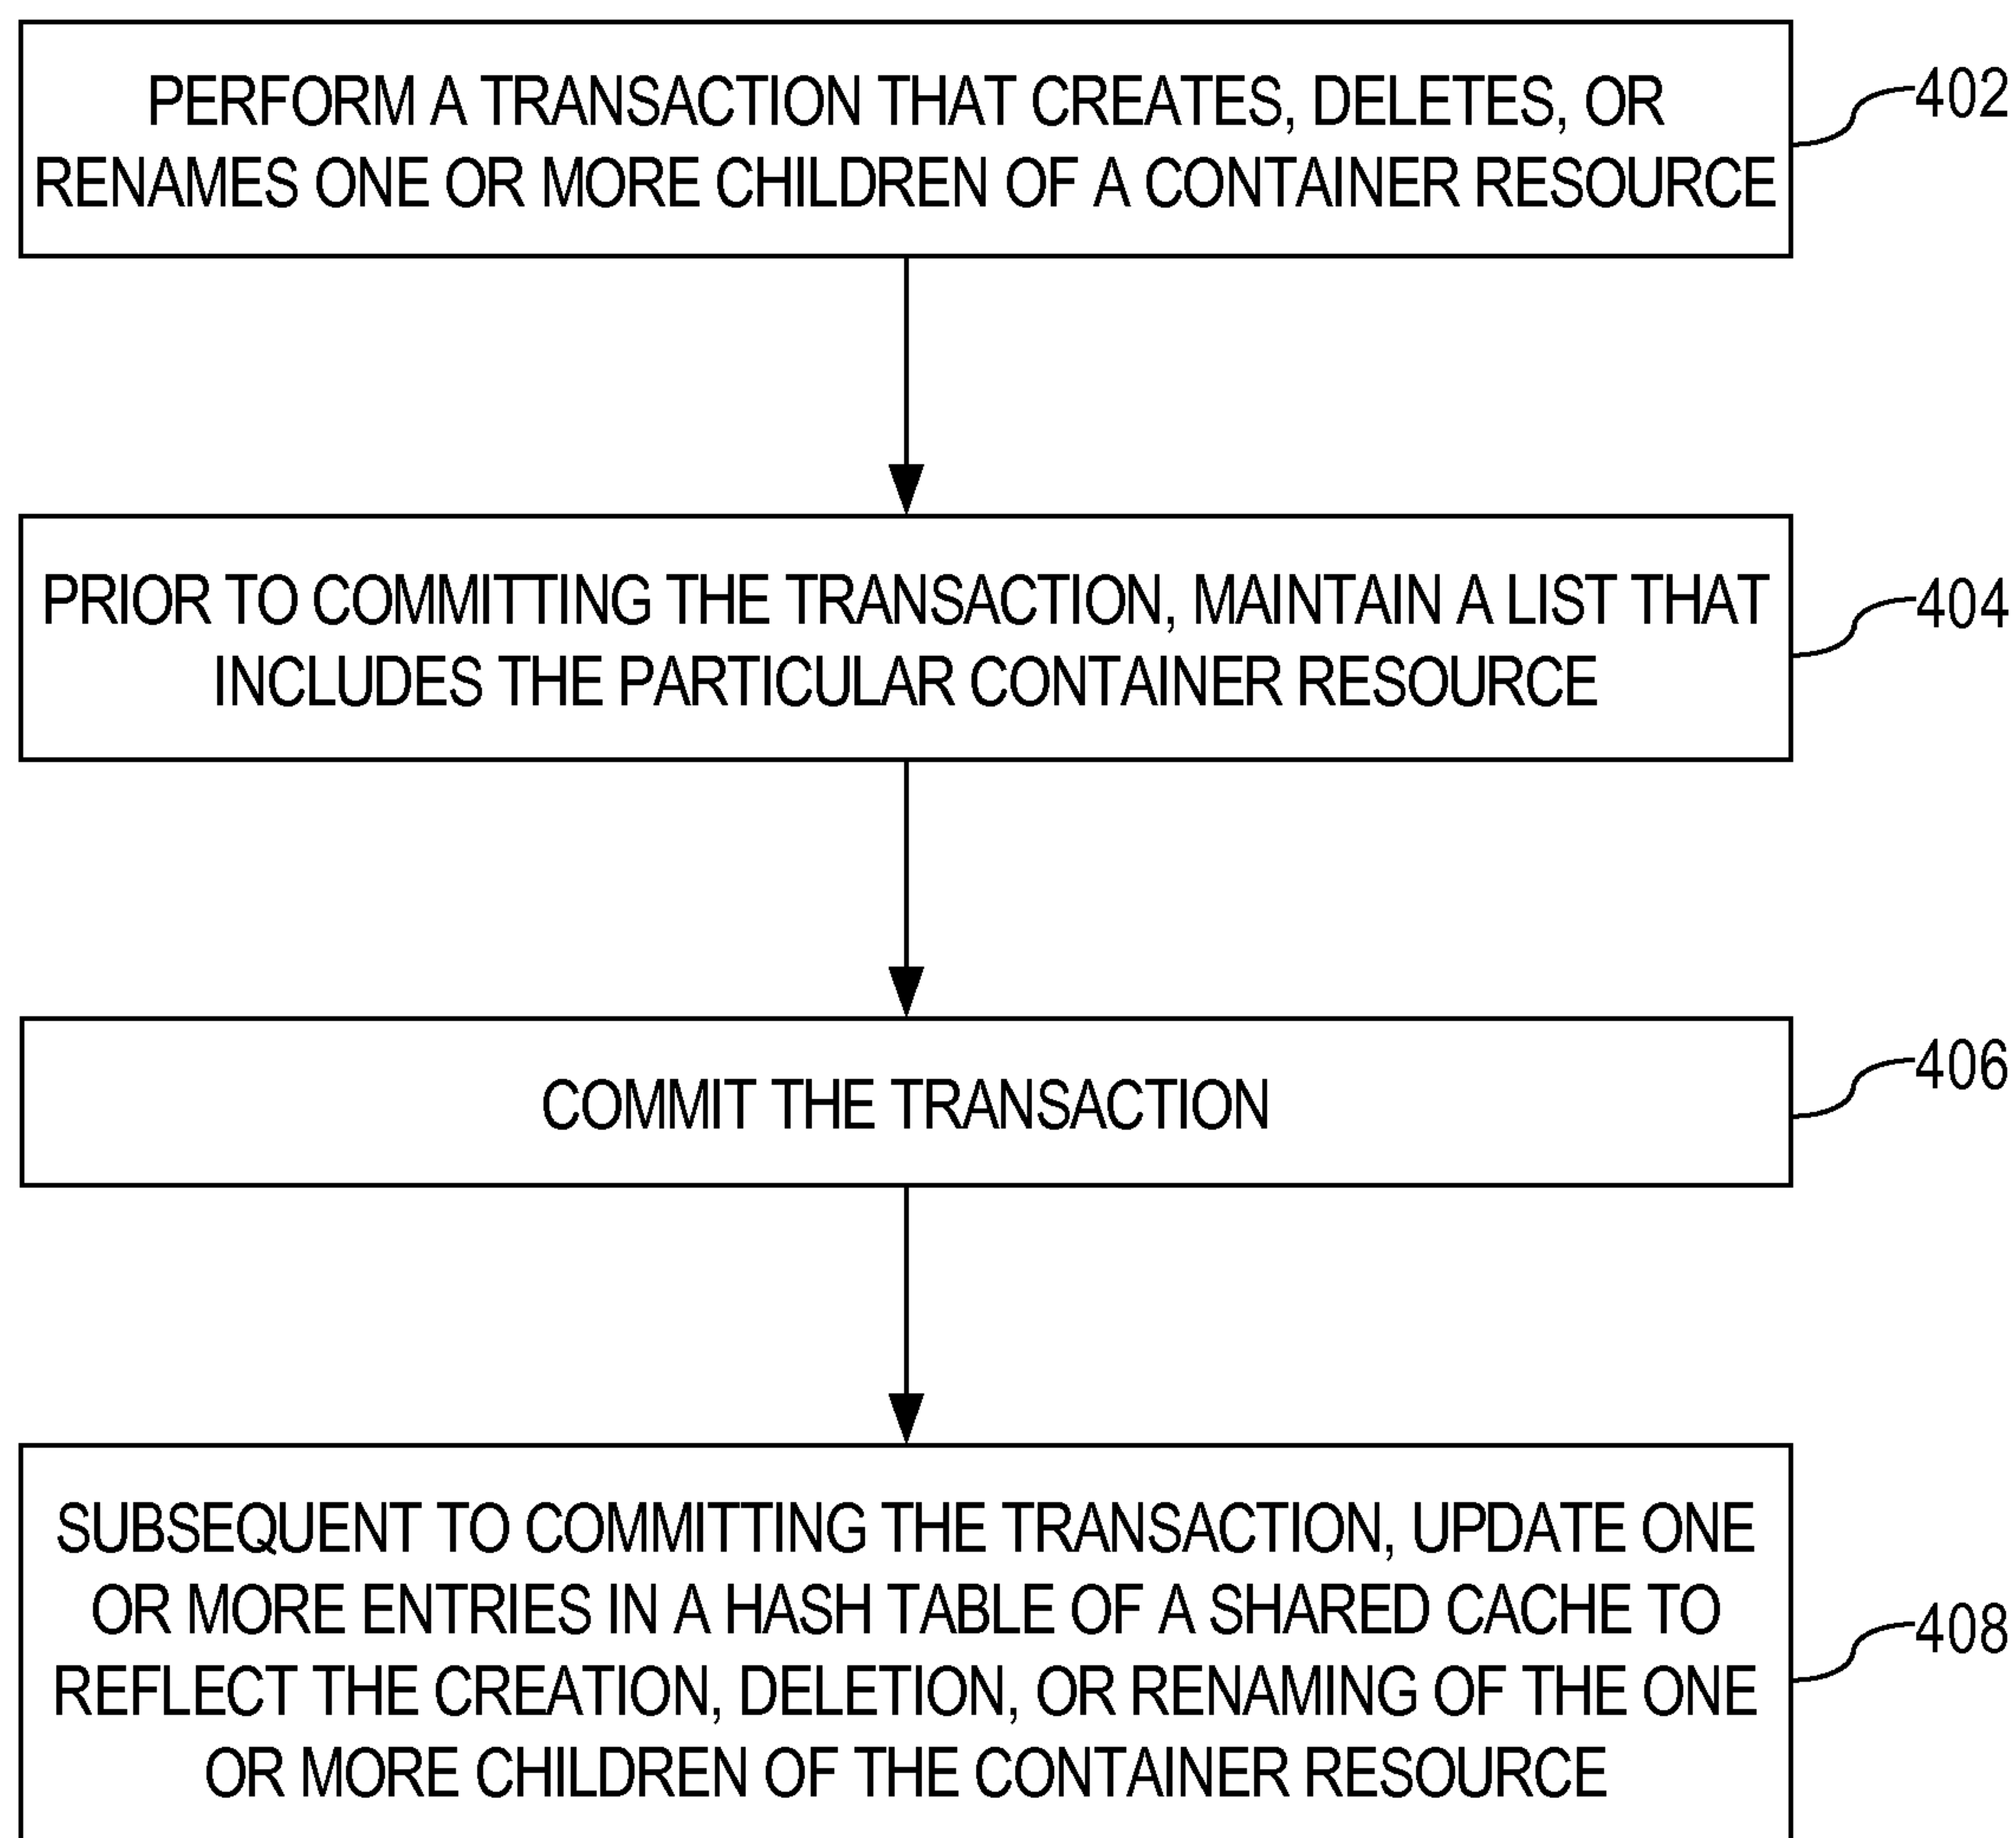 PERFORM A TRANSACTION THAT CREATES, DELETES, OR
RENAMES ONE OR MORE CHILDREN OF A CONTAINER RESOURCE
402
PRIOR TO COMMITTING THE TRANSACTION, MAINTAIN A LIST THAT
INCLUDES THE PARTICULAR CONTAINER RESOURCE
404
COMMIT THE TRANSACTION
406
SUBSEQUENT TO COMMITTING THE TRANSACTION, UPDATE ONE
OR MORE ENTRIES IN A HASH TABLE OF A SHARED CACHE TO
REFLECT THE CREATION, DELETION, OR RENAMING OF THE ONE
OR MORE CHILDREN OF THE CONTAINER RESOURCE
408